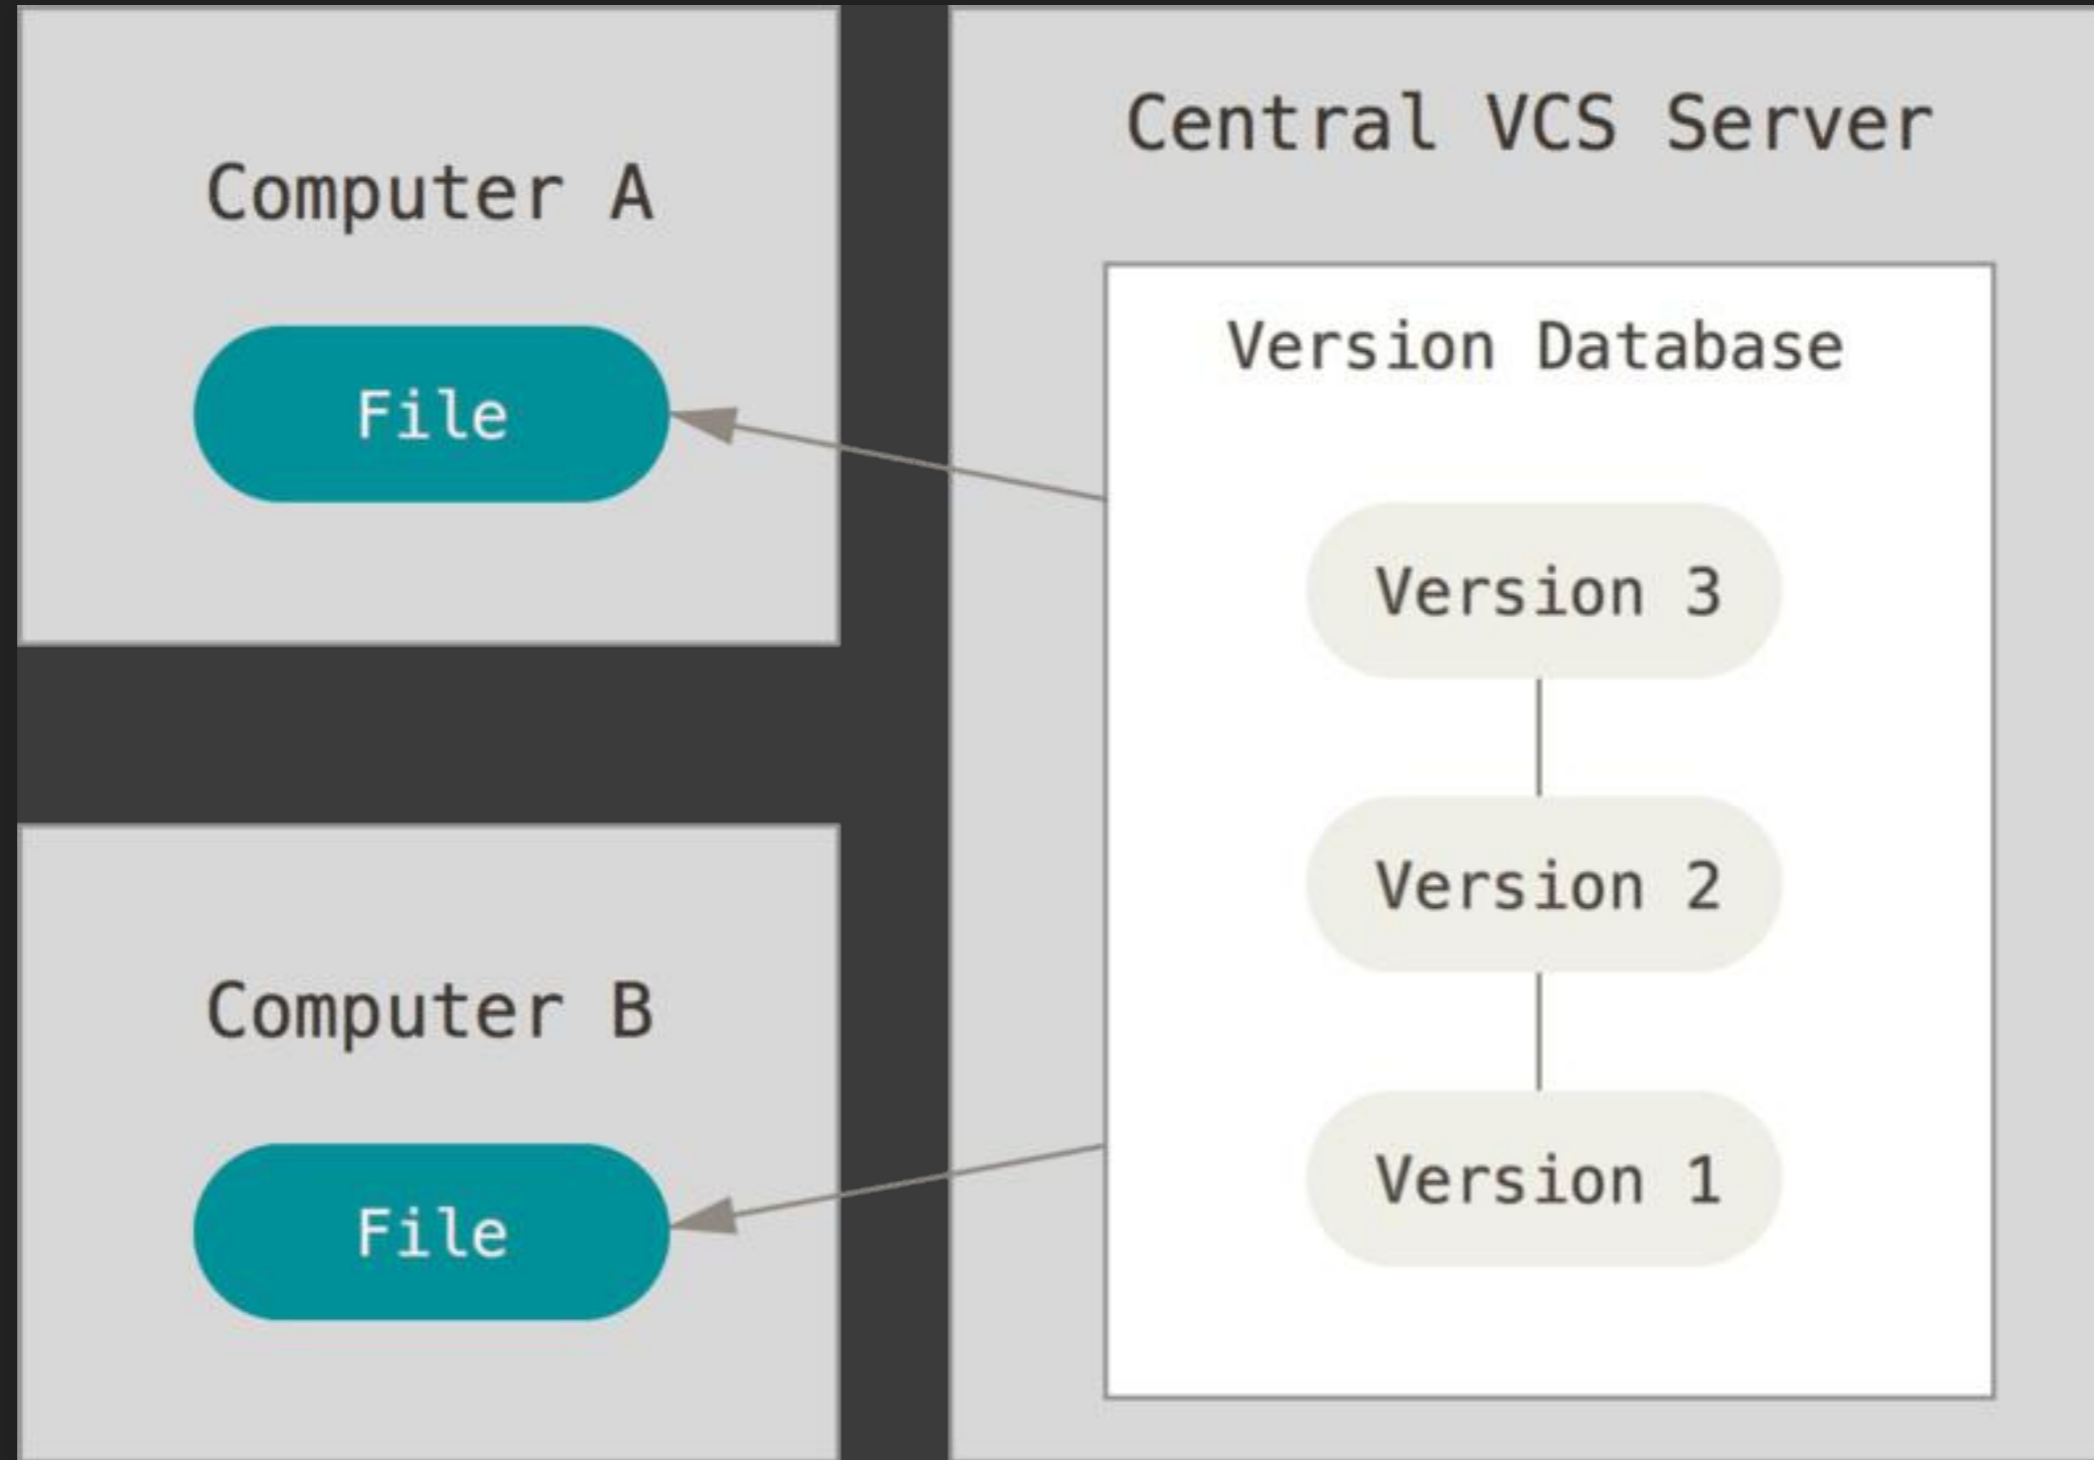 Computer A
File
Computer B
File
Central VCS Server
Version Database
Version 3
Version 2
Version 1